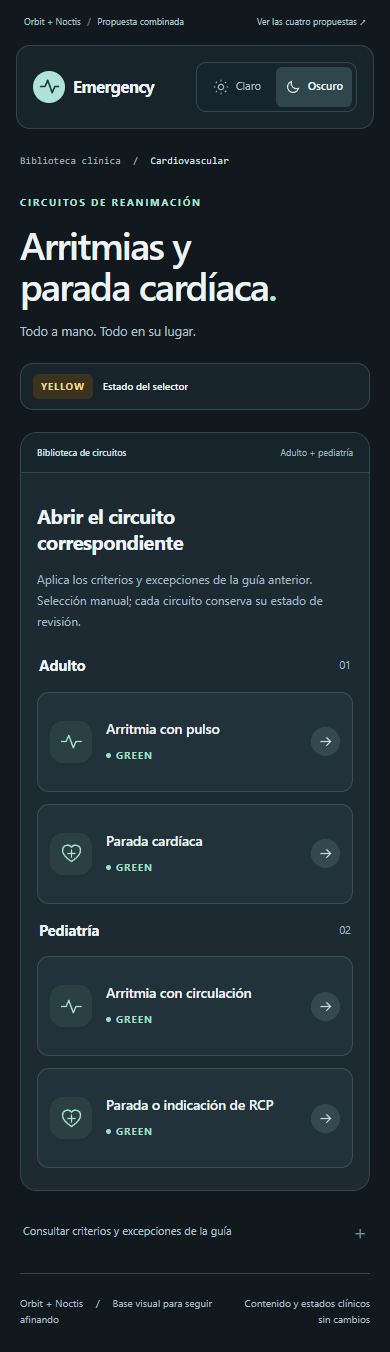 Orbit + Noctis / Propuesta combinada
Ver las cuatro propuestas ↗
Emergency
Claro
Oscuro
Biblioteca clínica / Cardiovascular
CIRCUITOS DE REANIMACIÓN
Arritmias y
parada cardíaca.
Todo a mano. Todo en su lugar.
YELLOW
Estado del selector
Biblioteca de circuitos
Adulto + pediatría
Abrir el circuito
correspondiente
Aplica los criterios y excepciones de la guía anterior.
Selección manual; cada circuito conserva su estado de
revisión.
Adulto
01
Arritmia con pulso
GREEN
Parada cardíaca
GREEN
Pediatría
02
Arritmia con circulación
GREEN
Parada o indicación de RCP
GREEN
Consultar criterios y excepciones de la guía
+
Orbit + Noctis / Base visual para seguir
afinando
Contenido y estados clínicos
sin cambios